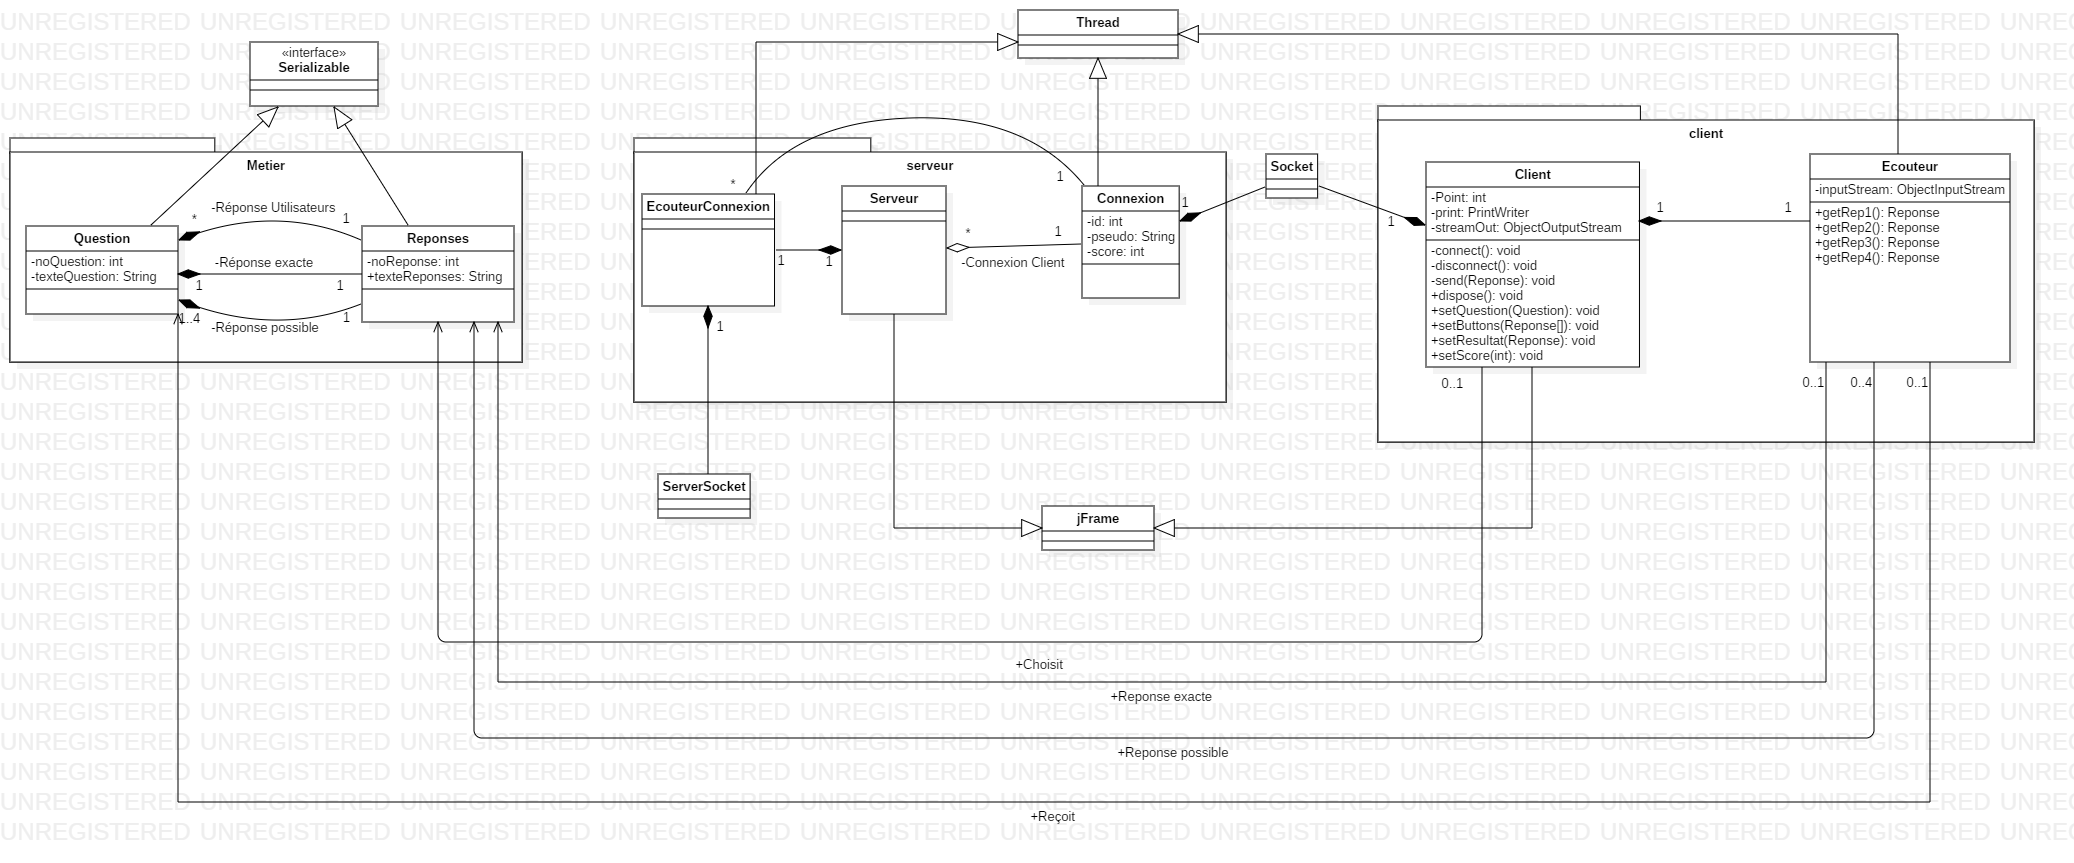 Thread
«interface»
Serializable
Metier
-Réponse Utilisateurs
*
1
Question
-noQuestion: int
-texteQuestion: String
Reponses
-noReponse: int
+texteReponses: String
-Réponse exacte
1
1
1..4
-Réponse possible
1
serveur
*
1
EcouteurConnexion
Serveur
Connexion
-id: int
-pseudo: String
-score: int
1
1
*
1
-Connexion Client
1
1
Socket
1
client
Client
-Point: int
-print: PrintWriter
-streamOut: ObjectOutputStream
-connect(): void
-disconnect(): void
-send(Reponse): void
+dispose(): void
+setQuestion(Question): void
+setButtons(Reponse[]): void
+setResultat(Reponse): void
+setScore(int): void
1
1
Ecouteur
-inputStream: ObjectInputStream
+getRep1(): Reponse
+getRep2(): Reponse
+getRep3(): Reponse
+getRep4(): Reponse
0..1
0..1
0..4
0..1
ServerSocket
jFrame
+Choisit
+Reponse exacte
+Reponse possible
+Reçoit
UNREGISTERED